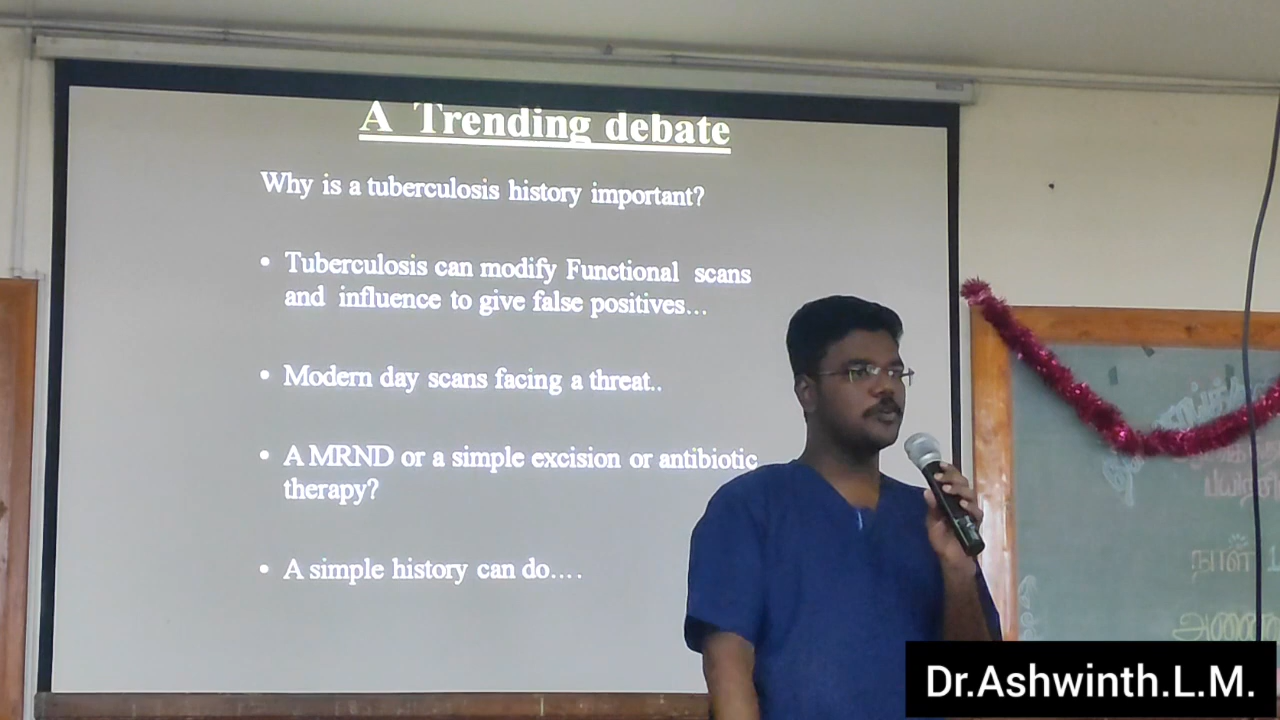 A Trending debate
Why is a tuberculosis history important?
• Tuberculosis can modify Functional scans
and influence to give false positives...
• Modern day scans facing a threat..
• A MRND or a simple excision or antibiotic
therapy?
• A simple history can do....
நாள்
Dr.Ashwinth.L.M.